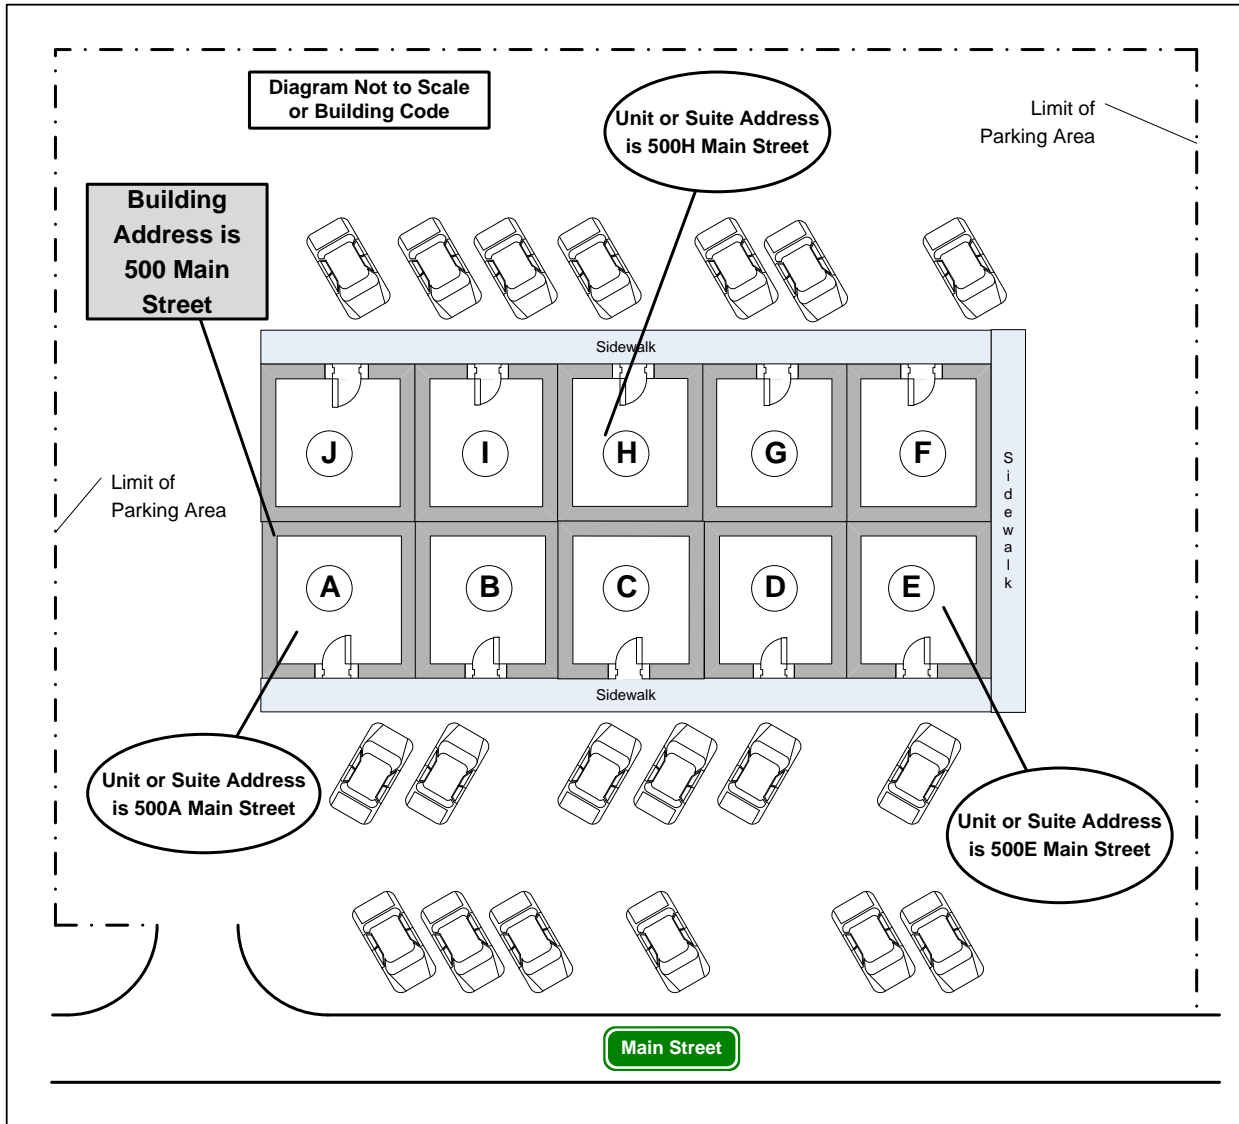 Diagram Not to Scale
or Building Code
Unit or Suite Address
is 500H Main Street
Limit of
Parking Area
Building
Address is
500 Main
Street
Sidewalk
J
I
H
G
F
Sidewalk
Limit of
Parking Area
A
B
C
D
E
Sidewalk
Unit or Suite Address
is 500A Main Street
Unit or Suite Address
is 500E Main Street
Main Street